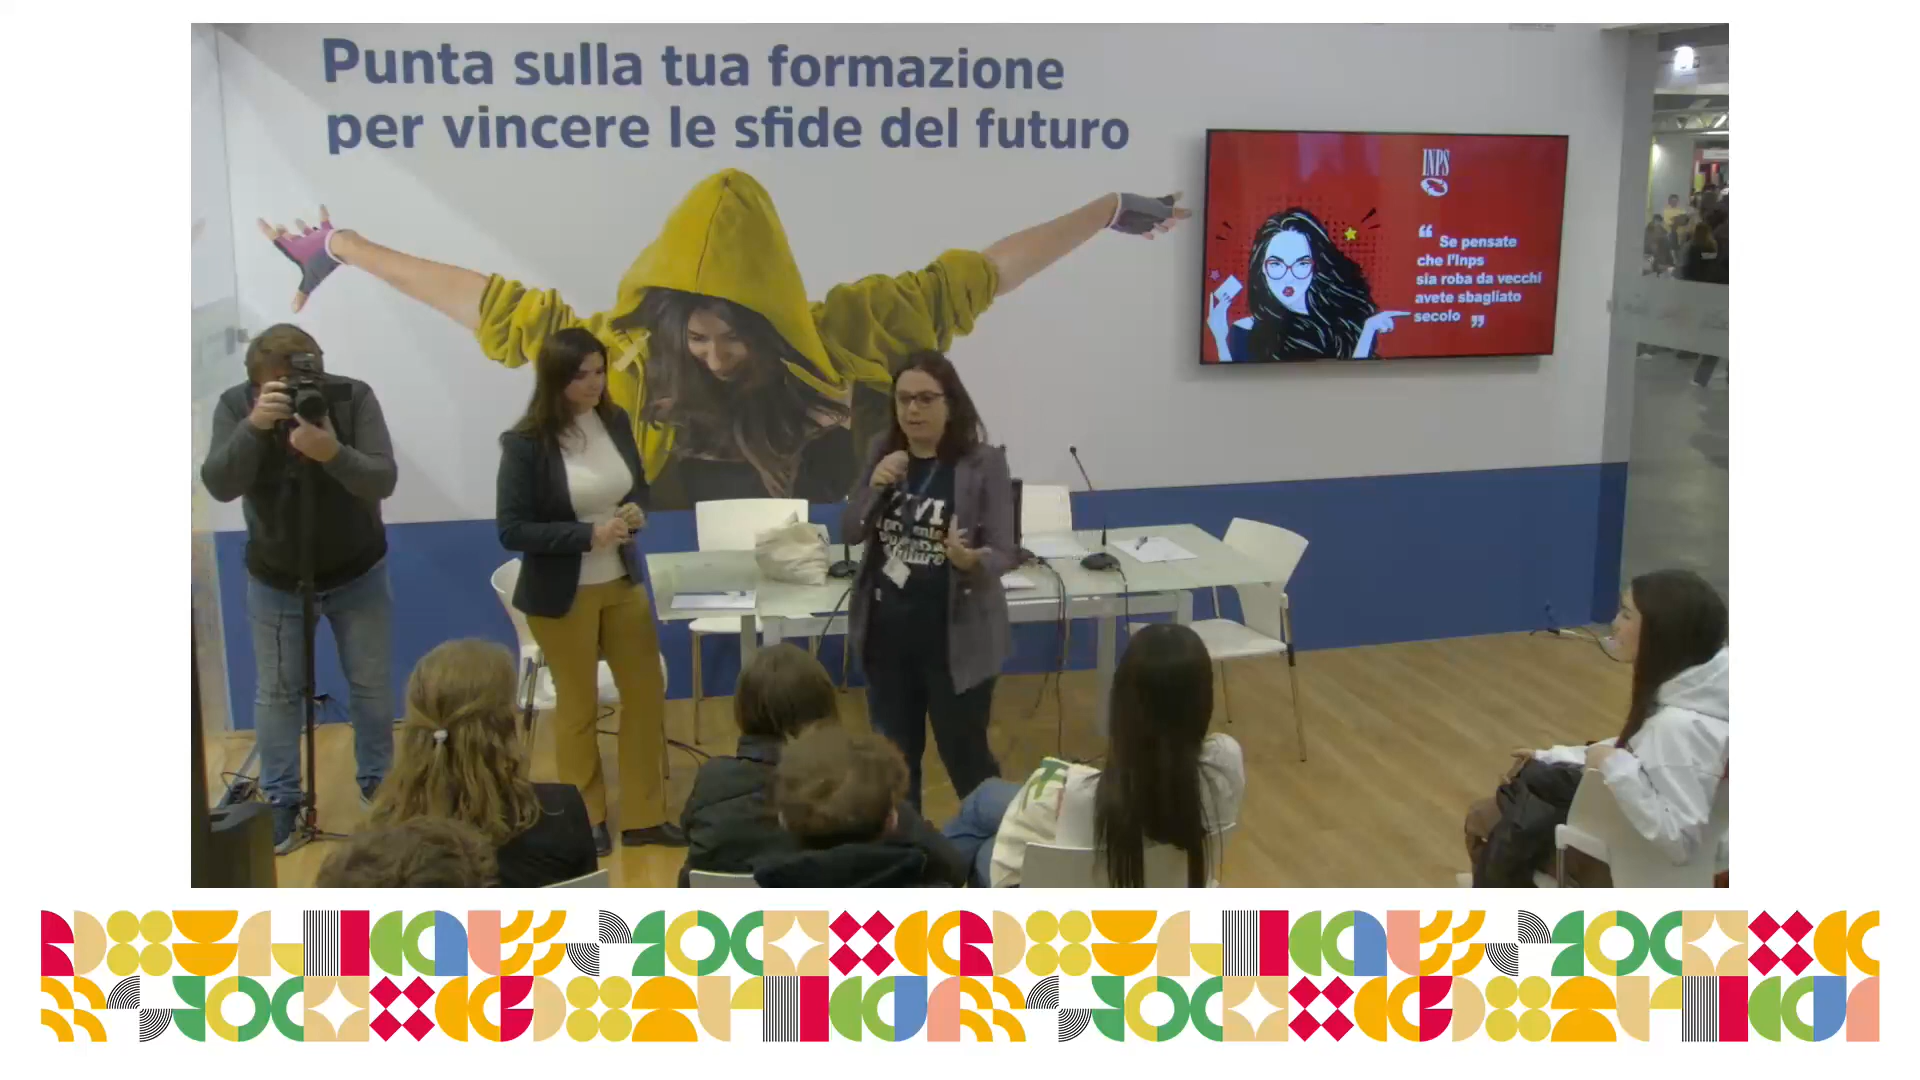 Punta sulla tua formazione
per vincere le sfide del futuro
INPS
“ Se pensate
che l'Inps
sia roba da vecchi
avete sbagliato
secolo ”